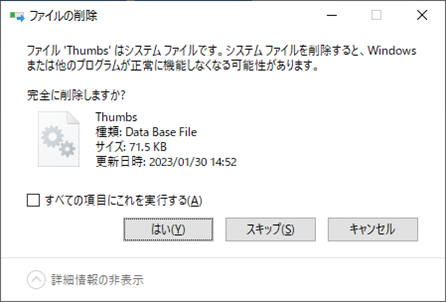 ファイルの削除
ファイル 'Thumbs' はシステム ファイルです。システム ファイルを削除すると、Windows
または他のプログラムが正常に機能しなくなる可能性があります。
完全に削除しますか?
Thumbs
種類: Data Base File
サイズ: 71.5 KB
更新日時: 2023/01/30 14:52
すべての項目にこれを実行する(A)
はい(Y)
スキップ(S)
キャンセル
詳細情報の非表示